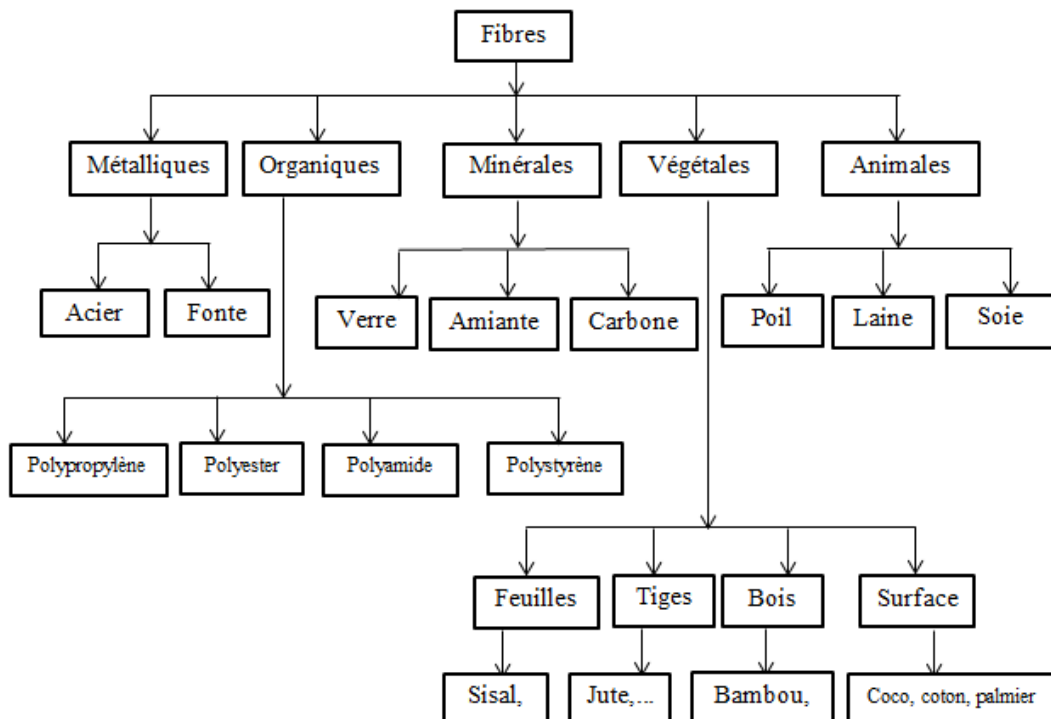 Fibres
Métalliques
Organiques
Minérales
Végétales
Animales
Acier
Fonte
Verre
Amiante
Carbone
Poil
Laine
Soie
Polypropylène
Polyester
Polyamide
Polystyrène
Feuilles
Tiges
Bois
Surface
Sisal,
Jute,...
Bambou,
Coco, coton, palmier